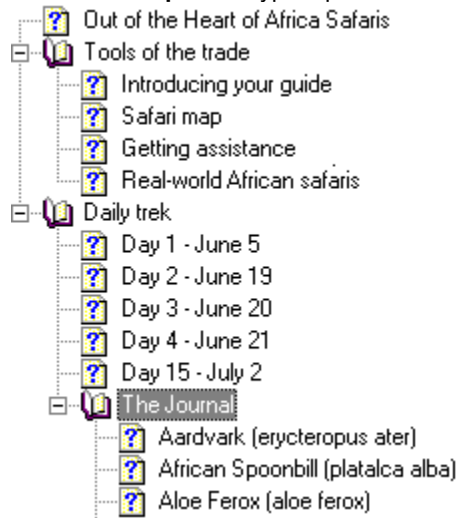 Out of the Heart of Africa Safaris
Tools of the trade
Introducing your guide
Safari map
Getting assistance
Real-world African safaris
Daily trek
Day 1 - June 5
Day 2 - June 19
Day 3 - June 20
Day 4 - June 21
Day 15 - July 2
The Journal
Aardvark (erycteropus ater)
African Spoonbill (platalca alba)
Aloe Ferox (aloe ferox)